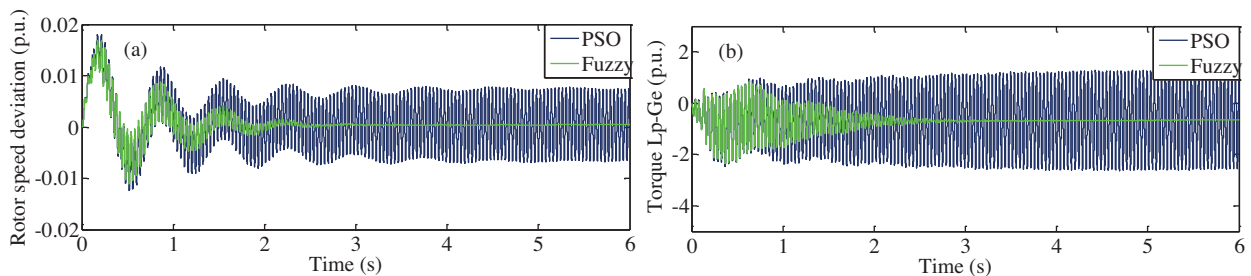 0.02
0.01
0
-0.01
-0.02
Rotor speed deviation (p.u.)
(a)
PSO
Fuzzy
0 1 2 3 4 5 6
Time (s)
2
0
-2
-4
Torque Lp-Ge (p.u.)
(b)
PSO
Fuzzy
0 1 2 3 4 5 6
Time (s)